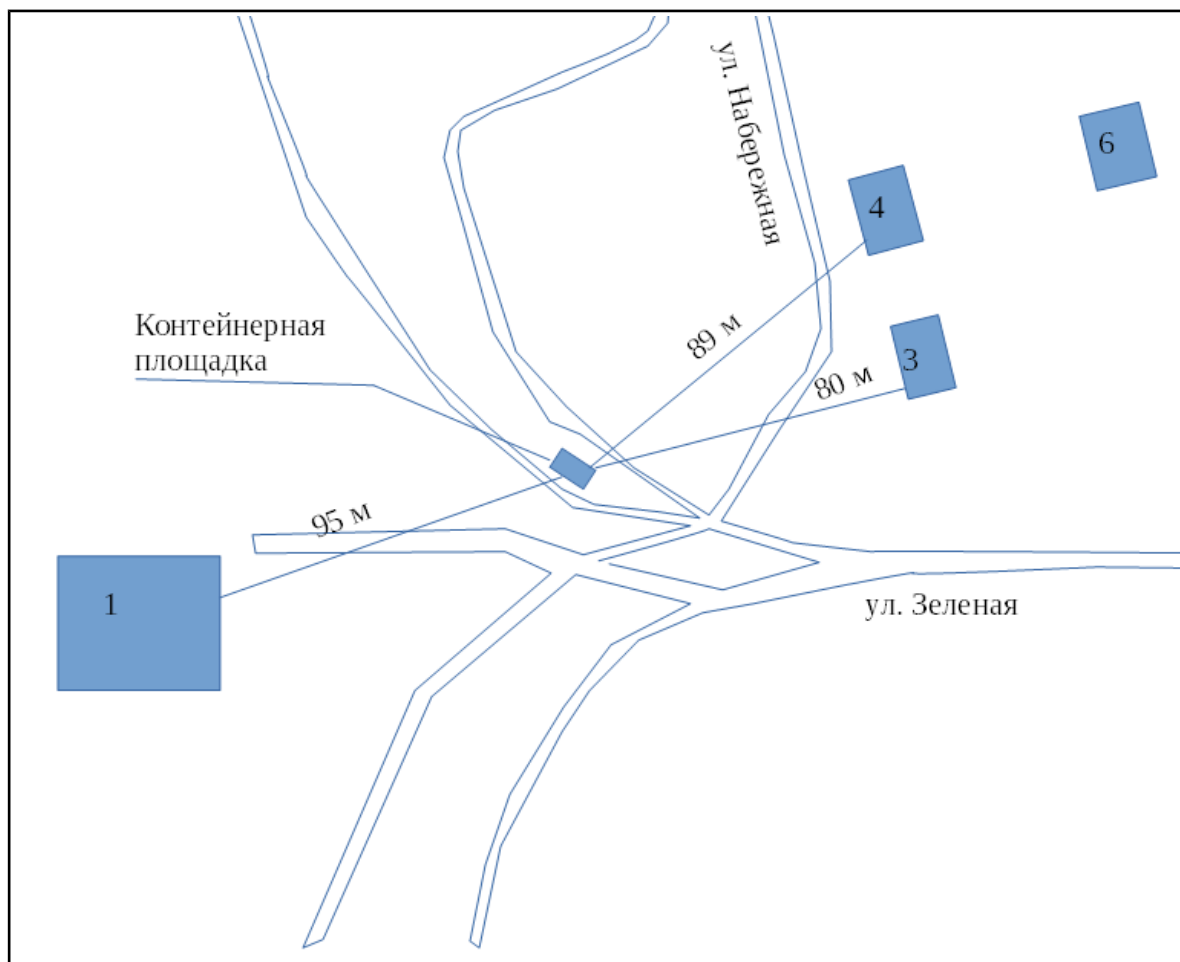 ул. Набережная
6
4
Контейнерная
площадка
89 м
3
80 м
95 м
1
ул. Зеленая